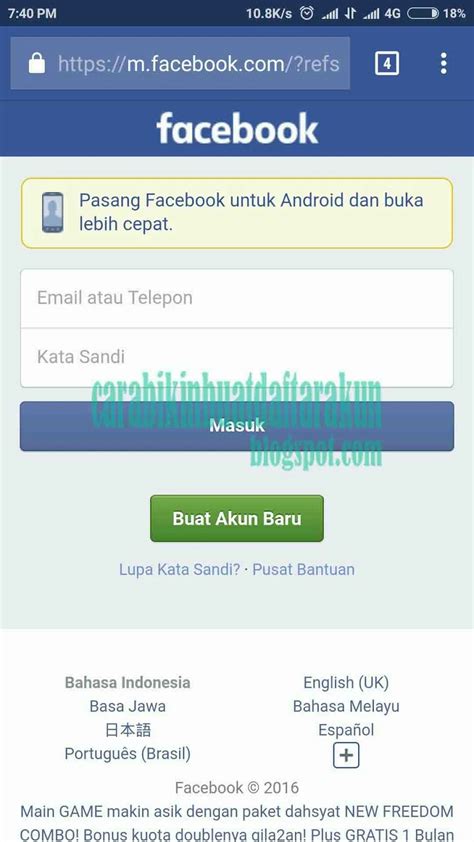 7:40 PM 10.8K/s 4G 18%
https://m.facebook.com/?refs 4
facebook
Pasang Facebook untuk Android dan buka
lebih cepat.
Email atau Telepon
Kata Sandi
carabikinbuatdaftarakun
Masuk
blogspot.com
Buat Akun Baru
Lupa Kata Sandi? · Pusat Bantuan
Bahasa Indonesia English (UK)
Basa Jawa Bahasa Melayu
日本語 Español
Português (Brasil) +
Facebook © 2016
Main GAME makin asik dengan paket dahsyat NEW FREEDOM
COMBO! Bonus kuota doublenya gila2an! Plus GRATIS 1 Bulan